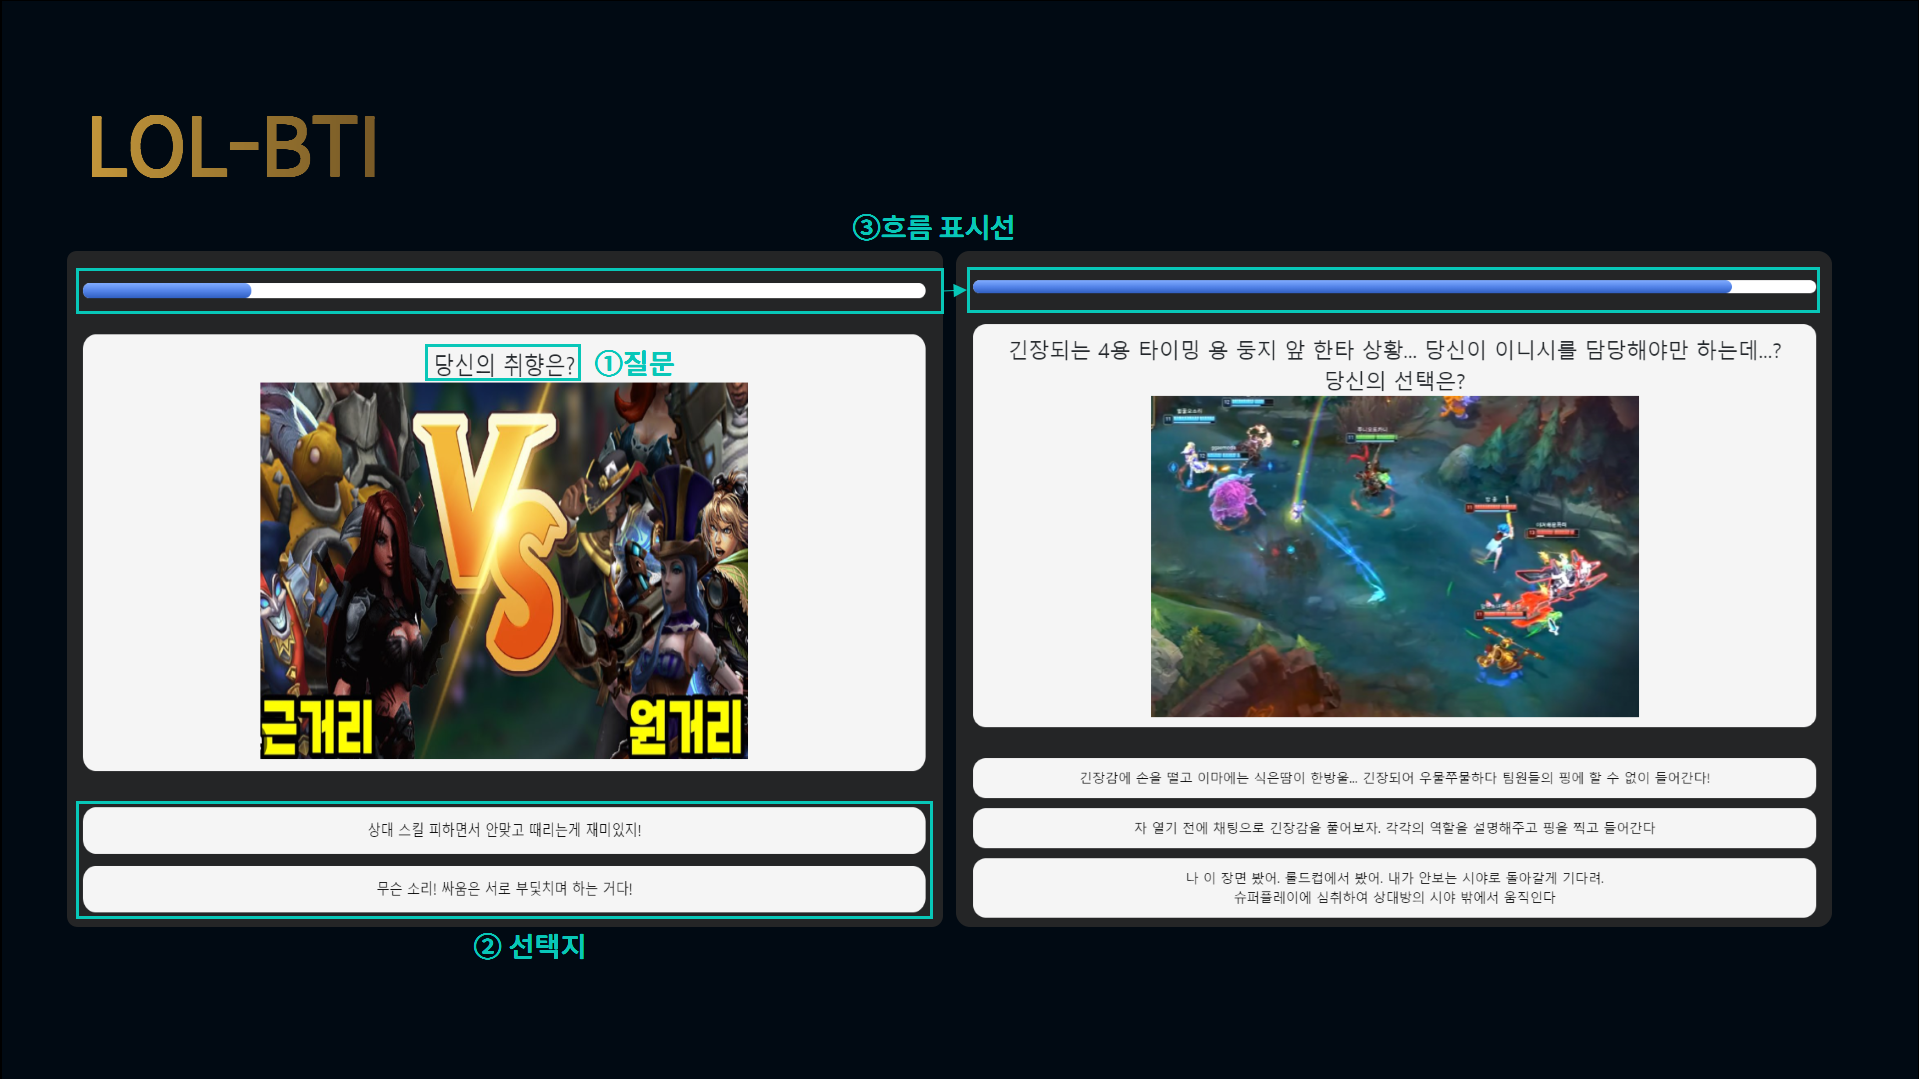 LOL-BTI
③흐름 표시선
당신의 취향은?
①질문
VS
근거리
원거리
상대 스킬 피하면서 안맞고 때리는게 재미있지!
무슨 소리! 싸움은 서로 부딫치며 하는 거다!
② 선택지
긴장되는 4용 타이밍 용 둥지 앞 한타 상황... 당신이 이니시를 담당해야만 하는데...?
당신의 선택은?
긴장감에 손을 떨고 이마에는 식은땀이 한방울... 긴장되어 우물쭈물하다 팀원들의 핑에 할 수 없이 들어간다!
자 열기 전에 채팅으로 긴장감을 풀어보자. 각각의 역할을 설명해주고 핑을 찍고 들어간다
나 이 장면 봤어. 롤드컵에서 봤어. 내가 안보는 시야로 돌아갈게 기다려.
슈퍼플레이에 심취하여 상대방의 시야 밖에서 움직인다